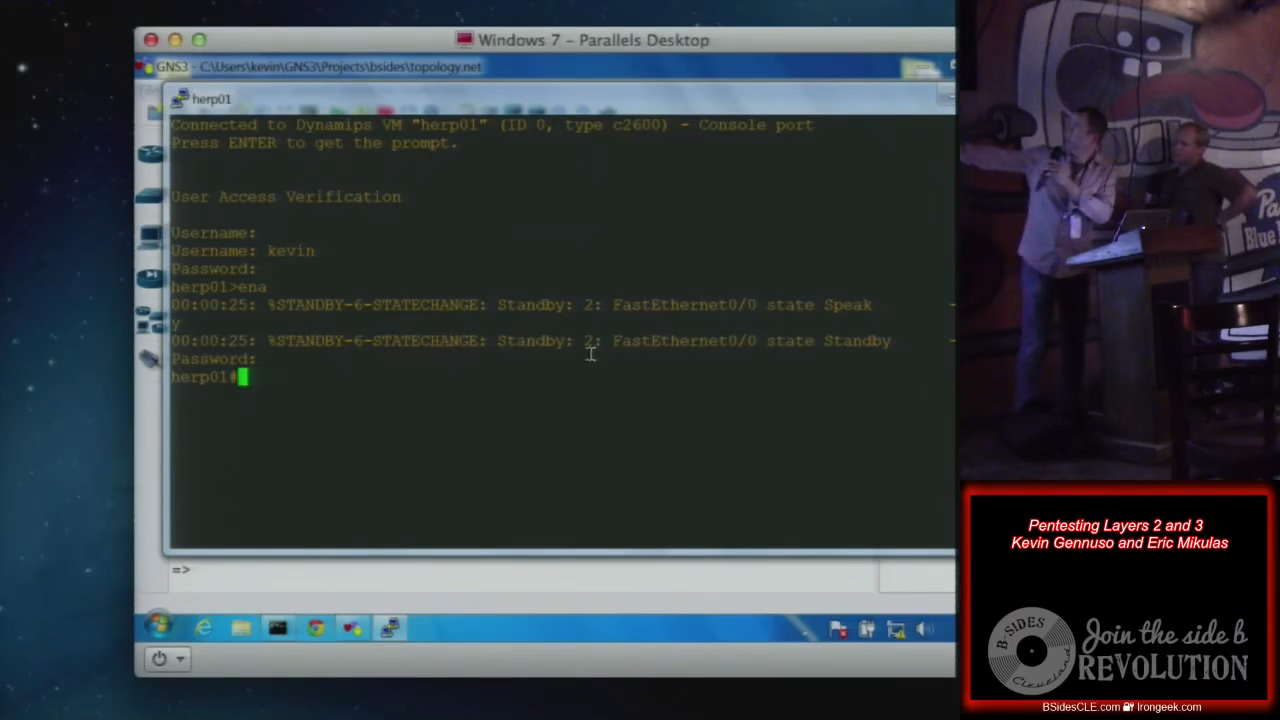 Windows 7 - Parallels Desktop
GNS3 - C:\Users\kevin\GNS3\Projects\bsides\topology.net
herp01
Connected to Dynamips VM "herp01" (ID 0, type c2600) - Console port
Press ENTER to get the prompt.
User Access Verification
Username:
Username: kevin
Password:
herp01>ena
00:00:25: %STANDBY-6-STATECHANGE: Standby: 2: FastEthernet0/0 state Speak -
y
00:00:25: %STANDBY-6-STATECHANGE: Standby: 2: FastEthernet0/0 state Standby -
Password:
herp01#
=>
Blue
Pentesting Layers 2 and 3
Kevin Gennuso and Eric Mikulas
B-SIDES
Cleveland
Join the side b
REVOLUTION
BSidesCLE.com Irongeek.com